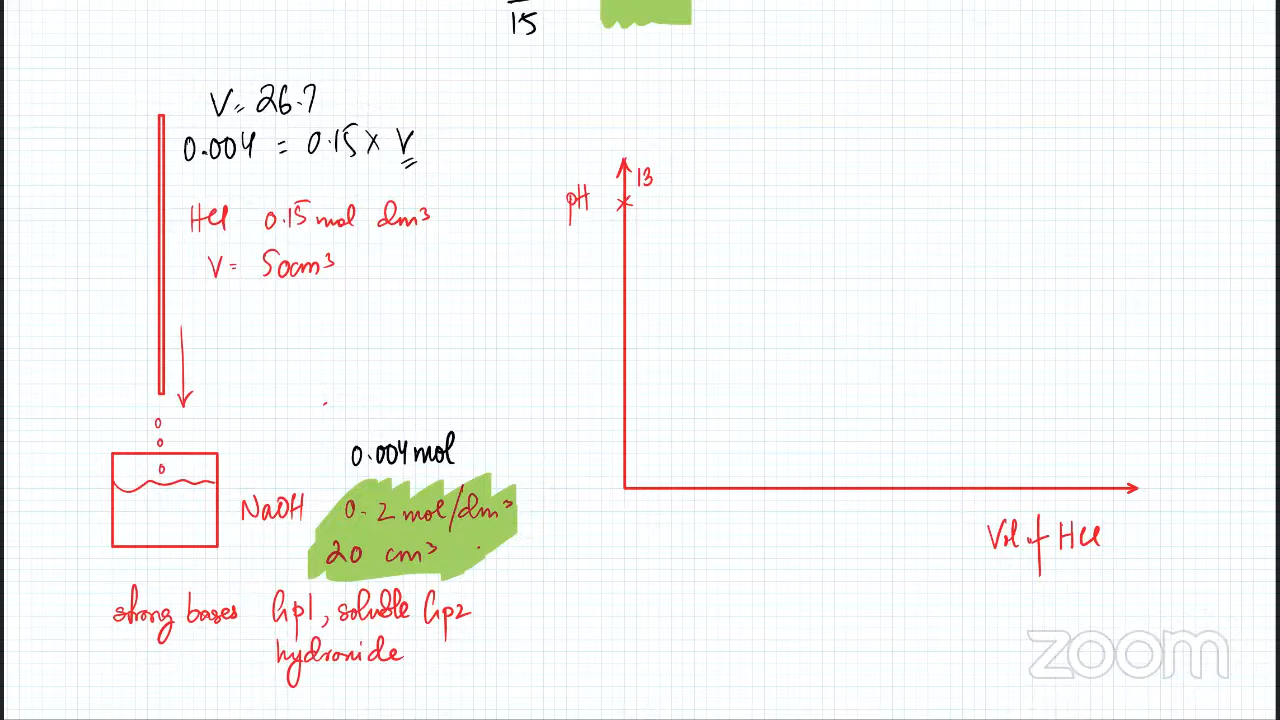 15
V = 26.7
0.004 = 0.15 × V
HCl 0.15 mol dm³
V = 50cm³
pH
13
0.004 mol
NaOH 0.2 mol/dm³
20 cm³
Vol of HCl
strong bases Gp1, soluble Gp2
hydroxide
zoom